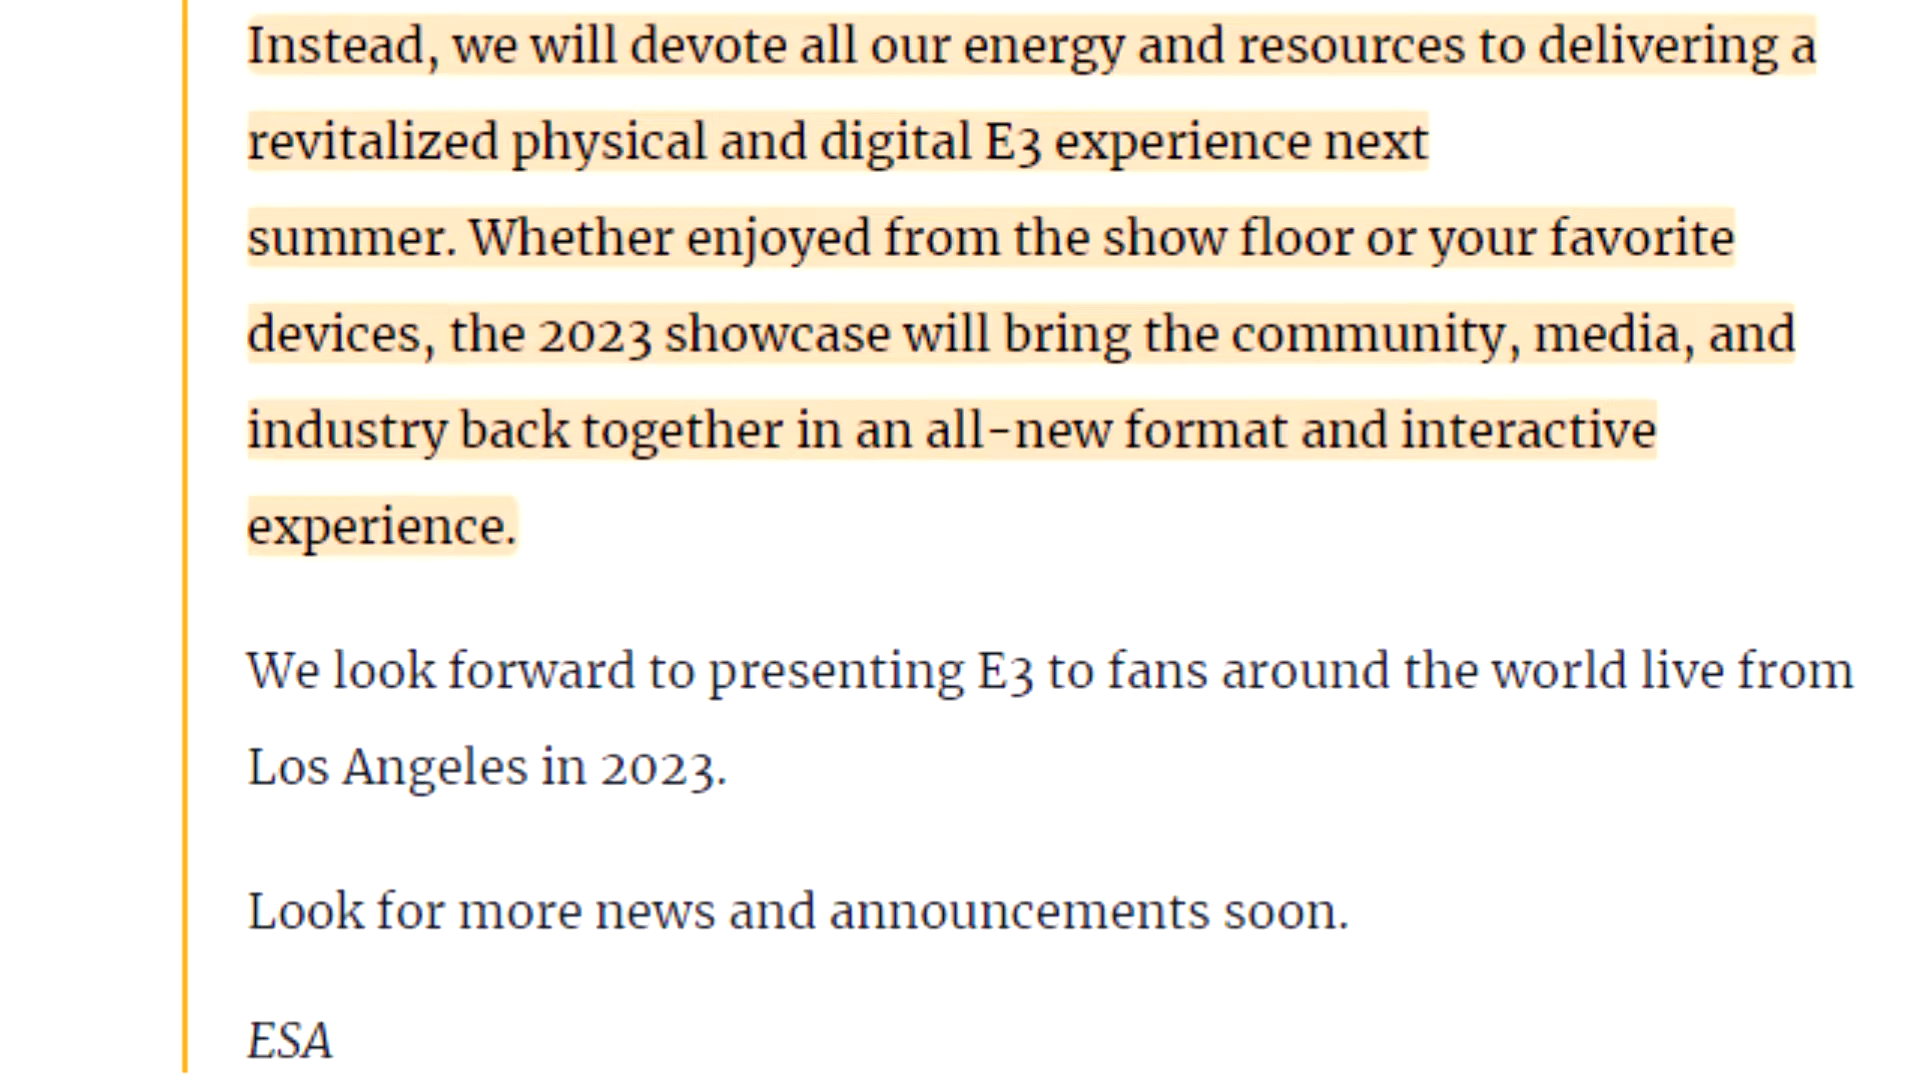 Instead, we will devote all our energy and resources to delivering a
revitalized physical and digital E3 experience next
summer. Whether enjoyed from the show floor or your favorite
devices, the 2023 showcase will bring the community, media, and
industry back together in an all-new format and interactive
experience.
We look forward to presenting E3 to fans around the world live from
Los Angeles in 2023.
Look for more news and announcements soon.
ESA